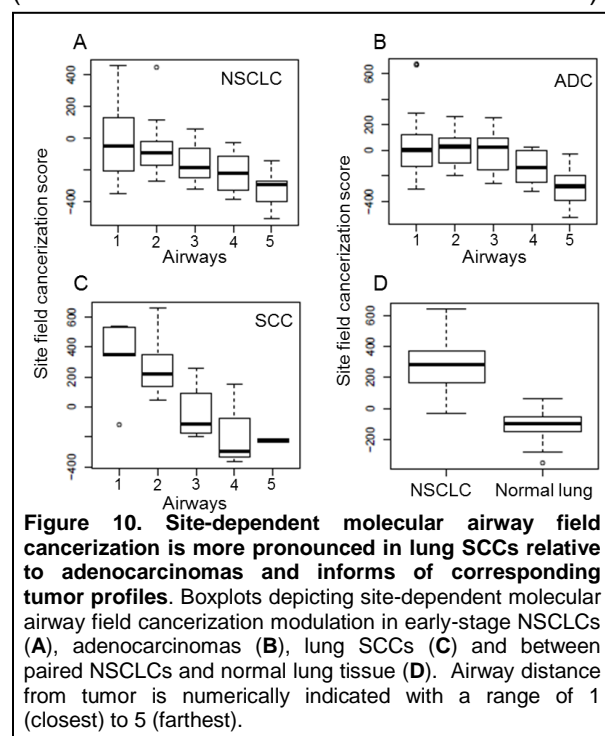 A
B
NSCLC
ADC
Site field cancerization score
400
200
0
-400
1 2 3 4 5
Airways
Site field cancerization score
600
200
0
-400
1 2 3 4 5
Airways
C
D
SCC
600
400
200
0
-400
1 2 3 4 5
Airways
600
400
200
0
-200
NSCLC Normal lung
Figure 10. Site-dependent molecular airway field
cancerization is more pronounced in lung SCCs relative
to adenocarcinomas and informs of corresponding
tumor profiles. Boxplots depicting site-dependent molecular
airway field cancerization modulation in early-stage NSCLCs
(A), adenocarcinomas (B), lung SCCs (C) and between
paired NSCLCs and normal lung tissue (D). Airway distance
from tumor is numerically indicated with a range of 1
(closest) to 5 (farthest).